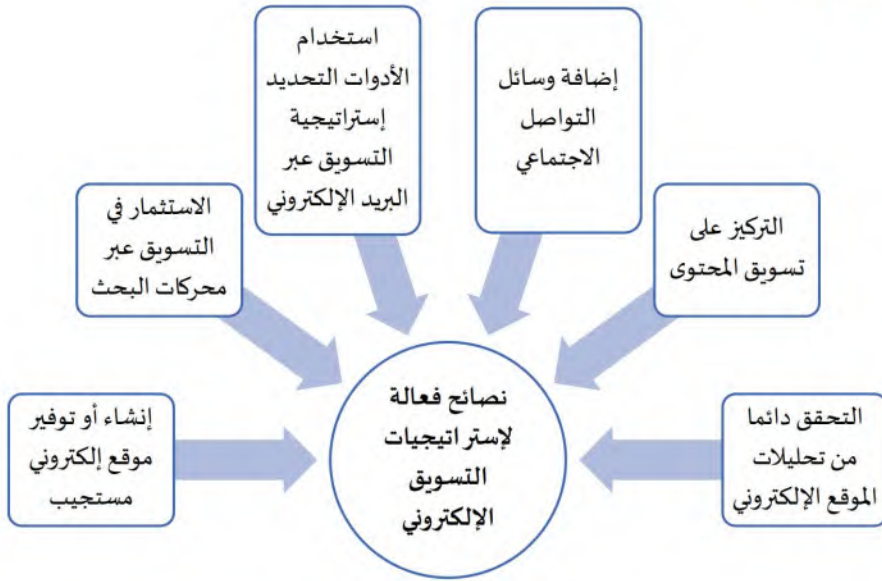 استخدام
الأدوات التحديد
إستراتيجية
التسويق عبر
البريد الإلكتروني
إضافة وسائل
التواصل
الاجتماعي
الاستثمار في
التسويق عبر
محركات البحث
التركيز على
تسويق المحتوى
إنشاء أو توفير
موقع إلكتروني
مستجيب
نصائح فعالة
لإستر اتيجيات
التسويق
الإلكتروني
التحقق دائما
من تحليلات
الموقع الإلكتروني